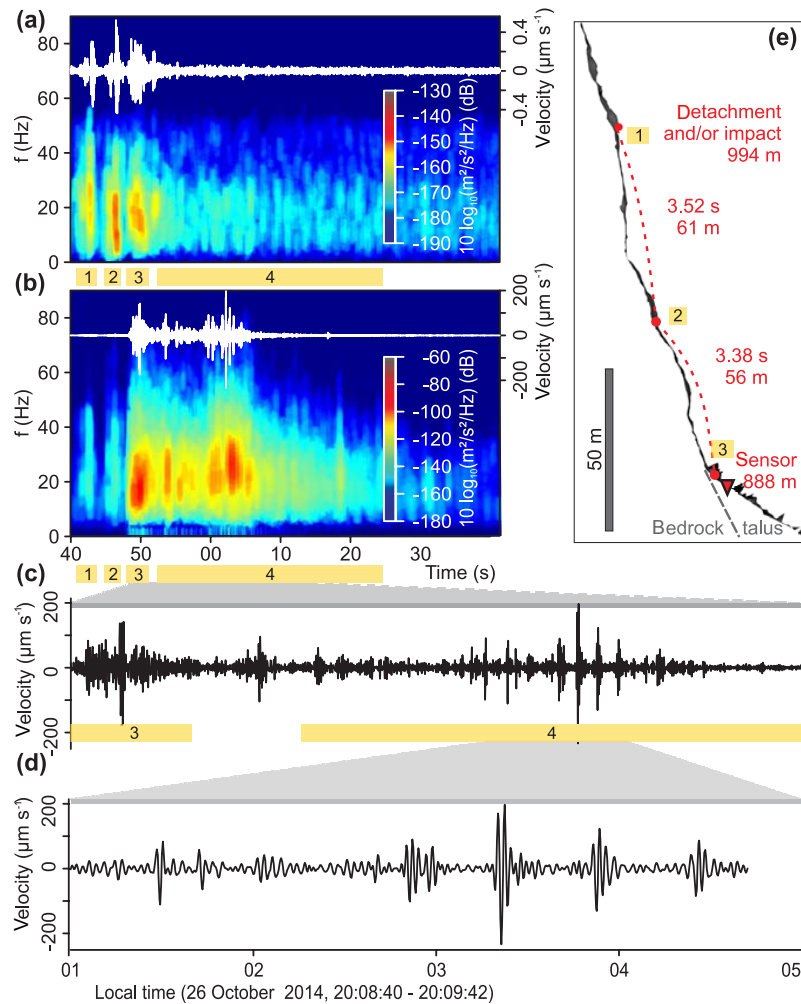 (a)
80
60
40
20
0
f (Hz)
0.4
0
-0.4
Velocity (µm s⁻¹)
-130
-140
-150
-160
-170
-180
-190
10 log₁₀(m²/s²/Hz) (dB)
1 2 3 4
(b)
80
60
40
20
0
f (Hz)
200
0
-200
Velocity (µm s⁻¹)
-60
-80
-100
-120
-140
-160
-180
10 log₁₀(m²/s²/Hz) (dB)
40 50 00 10 20 30
Time (s)
1 2 3 4
(e)
Detachment
and/or impact
994 m
1
3.52 s
61 m
2
3.38 s
56 m
3
Sensor
888 m
50 m
Bedrock talus
(c)
200
0
-200
Velocity (µm s⁻¹)
3 4
(d)
200
0
-200
Velocity (µm s⁻¹)
01 02 03 04 05
Local time (26 October 2014, 20:08:40 - 20:09:42)